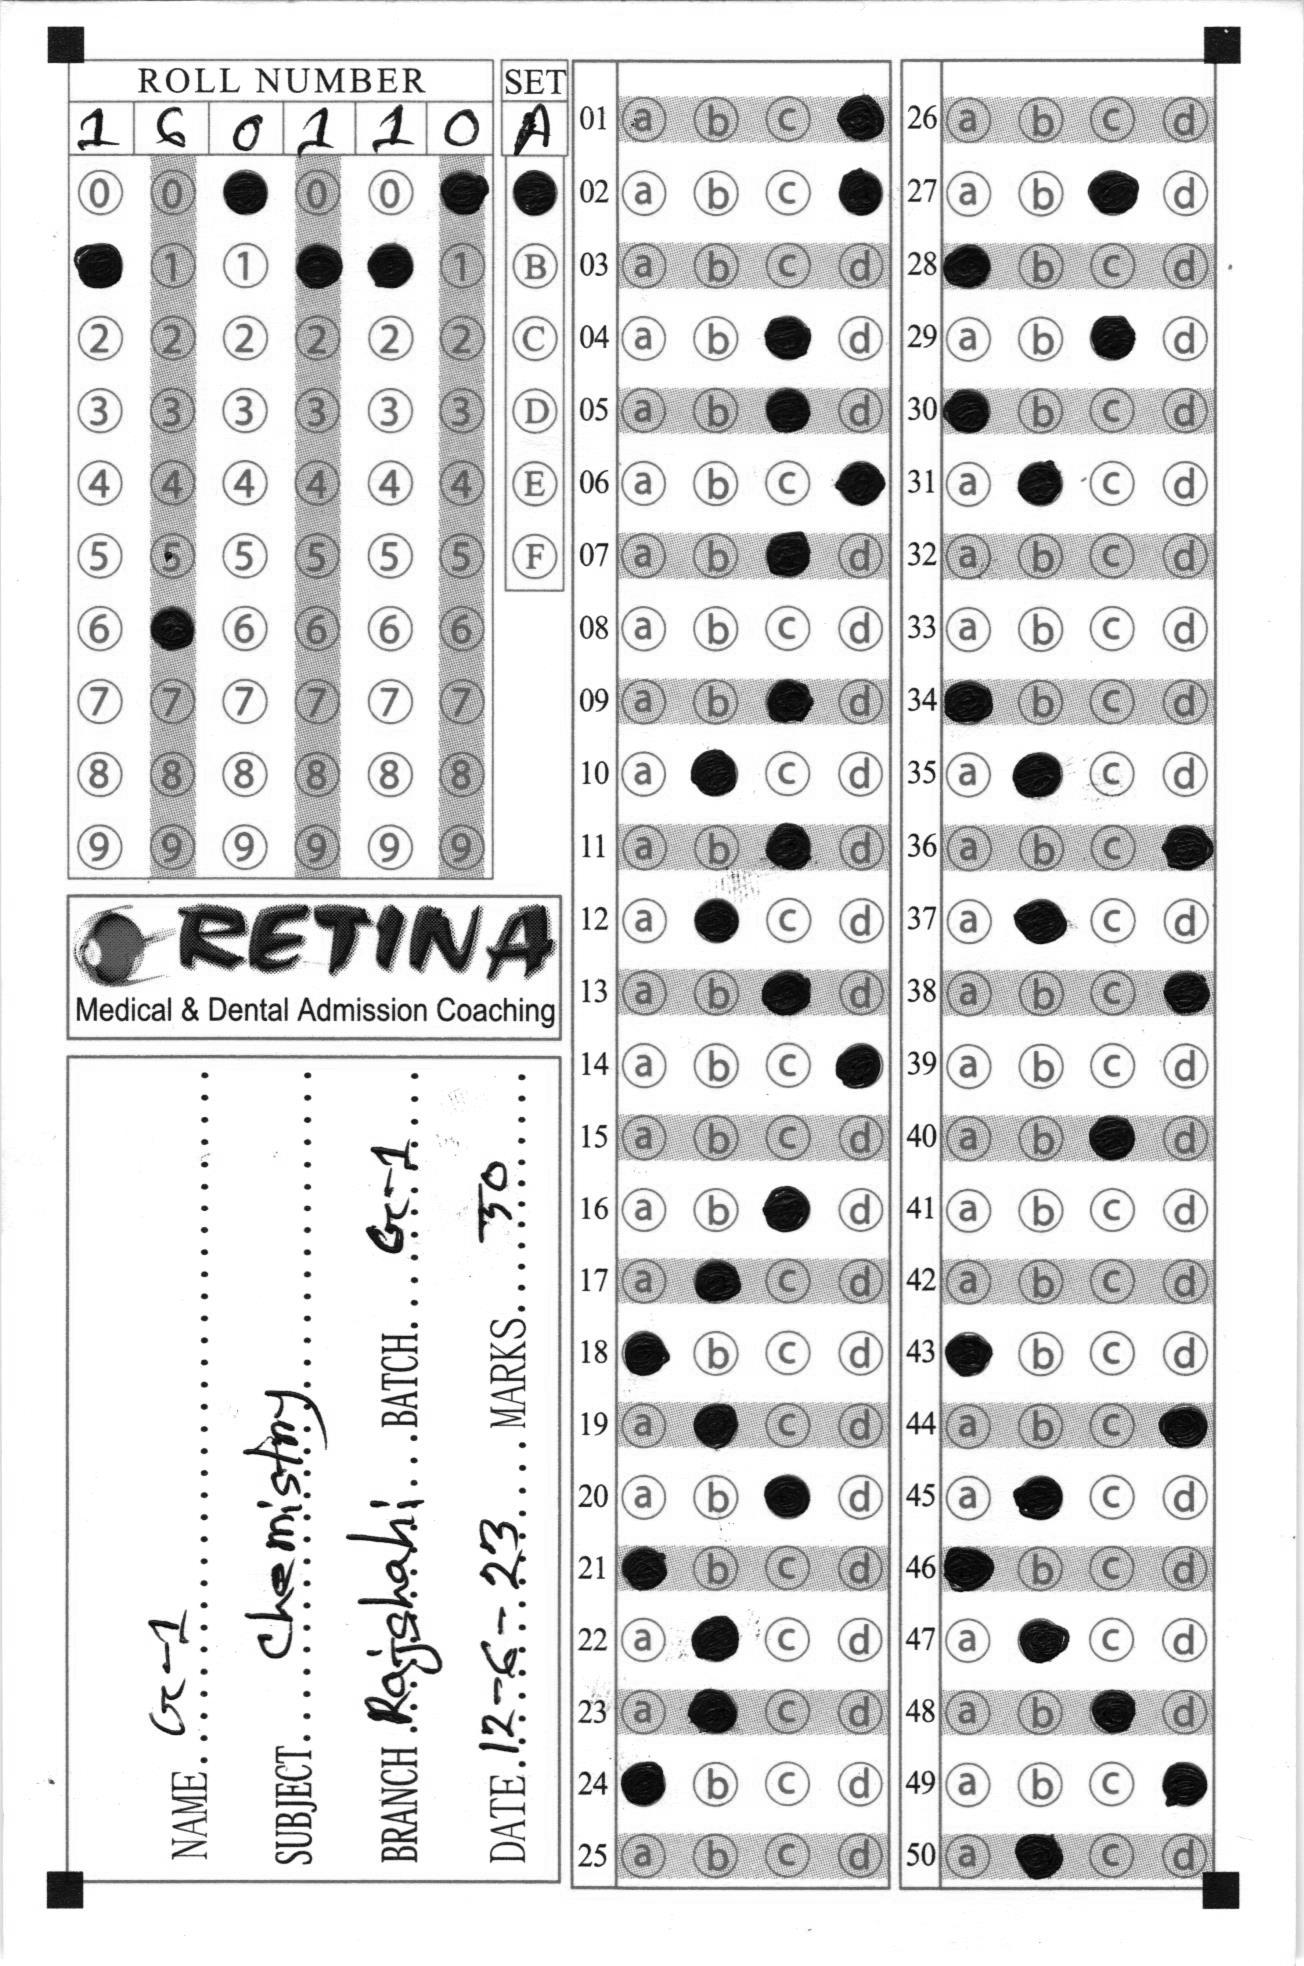 ROLL NUMBER SET
1 6 0 1 1 0 A
0 0 0 0
1 1 1 B
2 2 2 2 2 2 C
3 3 3 3 3 3 D
4 4 4 4 4 4 E
5 5 5 5 5 5 F
6 6 6 6 6
7 7 7 7 7 7
8 8 8 8 8 8
9 9 9 9 9 9
RETINA
Medical & Dental Admission Coaching
NAME G-1
SUBJECT Chemistry
BRANCH Rajshahi BATCH G-1
DATE 12-6-23 MARKS 50
01 a b c
02 a b c
03 a b c d
04 a b d
05 a b d
06 a b c
07 a b d
08 a b c d
09 a b d
10 a c d
11 a b d
12 a c d
13 a b d
14 a b c
15 a b c d
16 a b d
17 a c d
18 b c d
19 a c d
20 a b d
21 b c d
22 a c d
23 a c d
24 b c d
25 a b c d
26 a b c d
27 a b d
28 b c d
29 a b d
30 b c d
31 a c d
32 a b c d
33 a b c d
34 b c d
35 a c d
36 a b c
37 a c d
38 a b c
39 a b c d
40 a b d
41 a b c d
42 a b c d
43 b c d
44 a b c
45 a c d
46 b c d
47 a c d
48 a b d
49 a b c
50 a c d